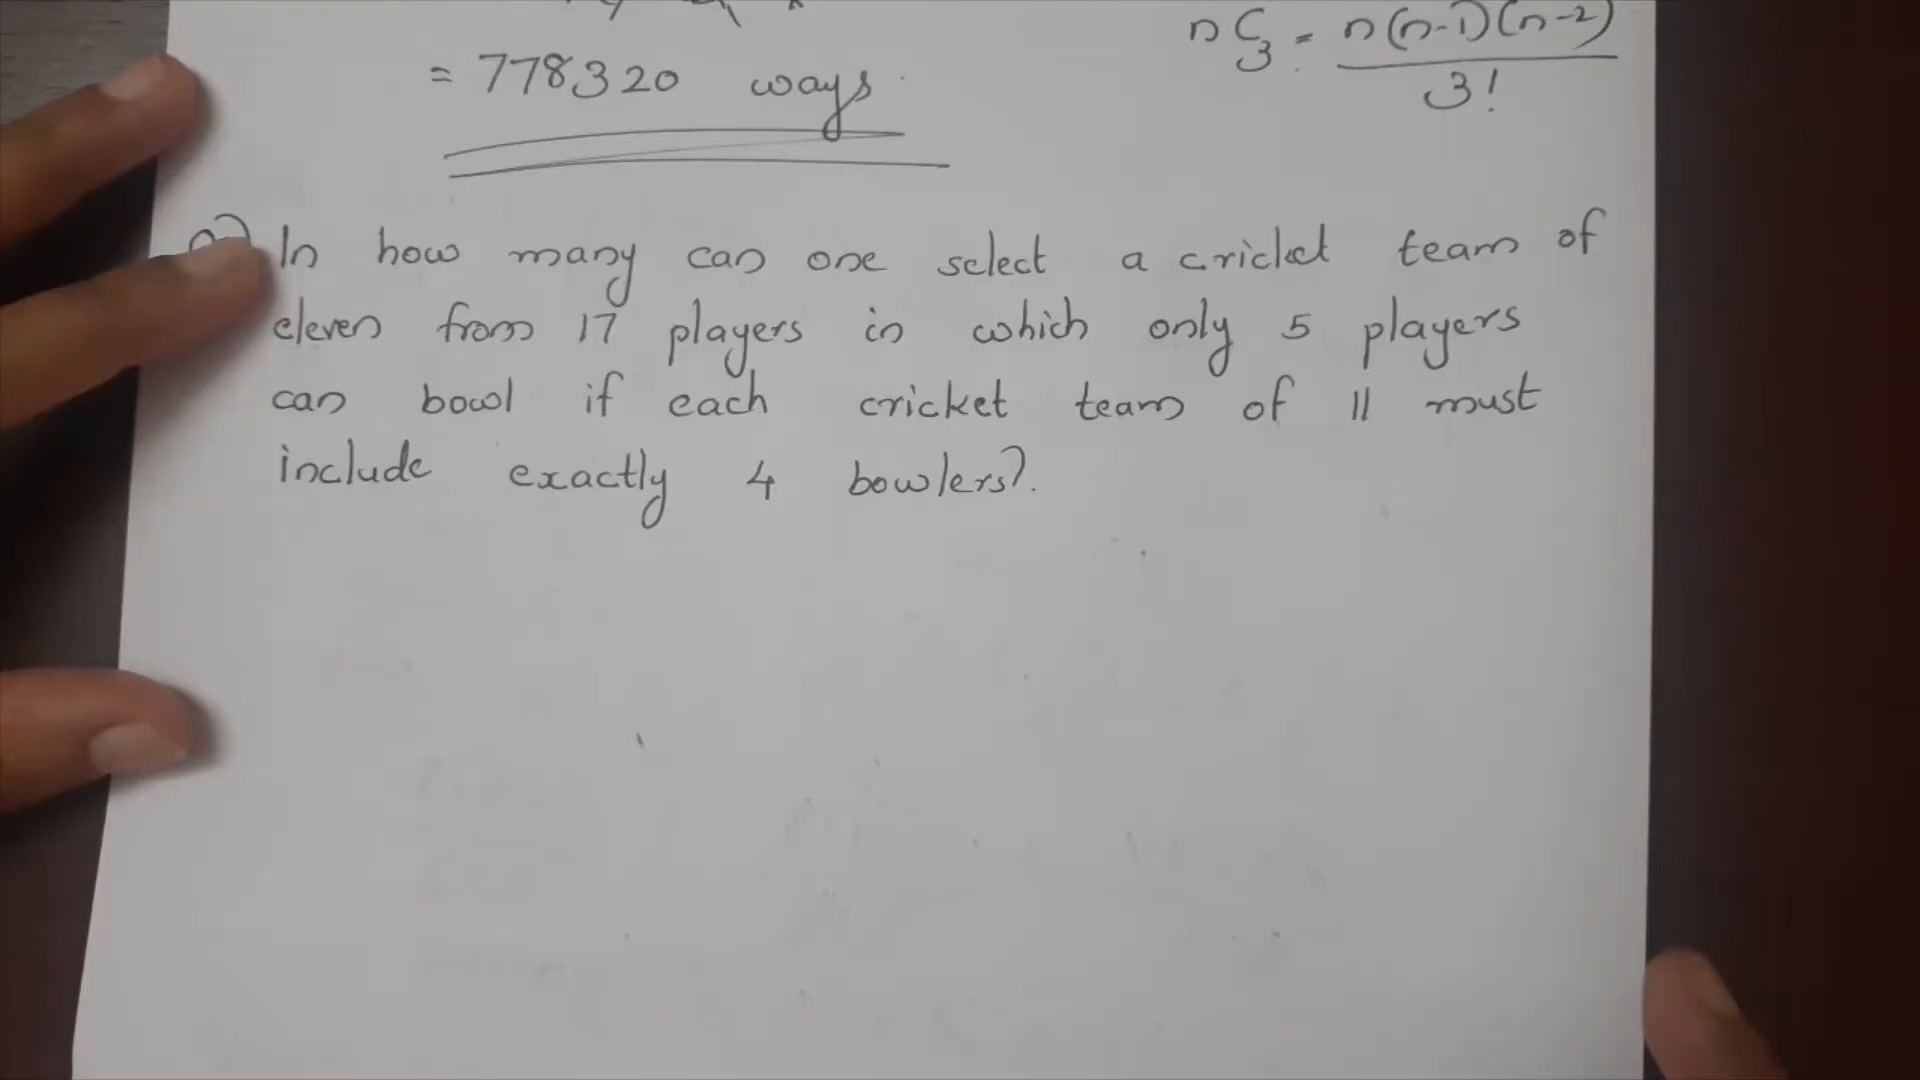 = 778320 ways
nC3 = n(n-1)(n-2)
3!
In how many can one select a cricket team of
eleven from 17 players in which only 5 players
can bowl if each cricket team of 11 must
include exactly 4 bowlers?.